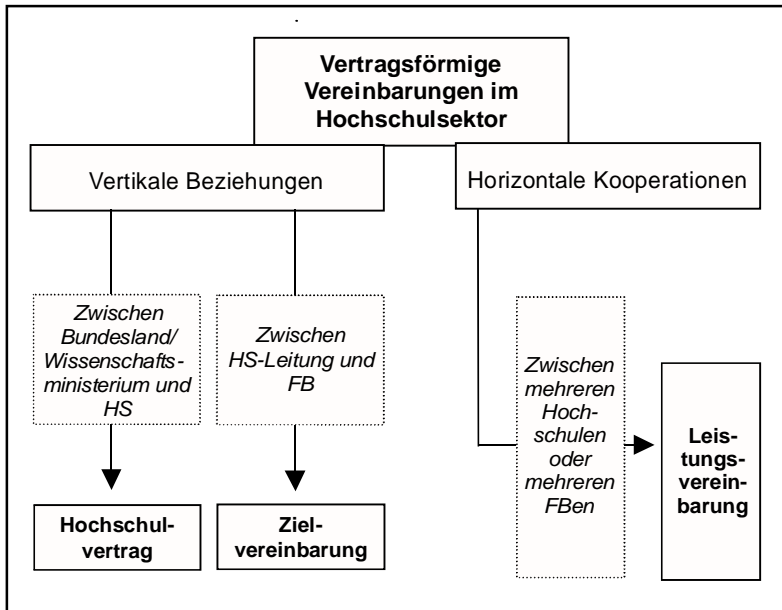 Vertragsförmige
Vereinbarungen im
Hochschulsektor
Vertikale Beziehungen
Horizontale Kooperationen
Zwischen
Bundesland/
Wissenschafts-
ministerium und
HS
Zwischen
HS-Leitung und
FB
Zwischen
mehreren
Hoch-
schulen
oder
mehreren
FBen
Leis-
tungs-
verein-
barung
Hochschul-
vertrag
Ziel-
vereinbarung